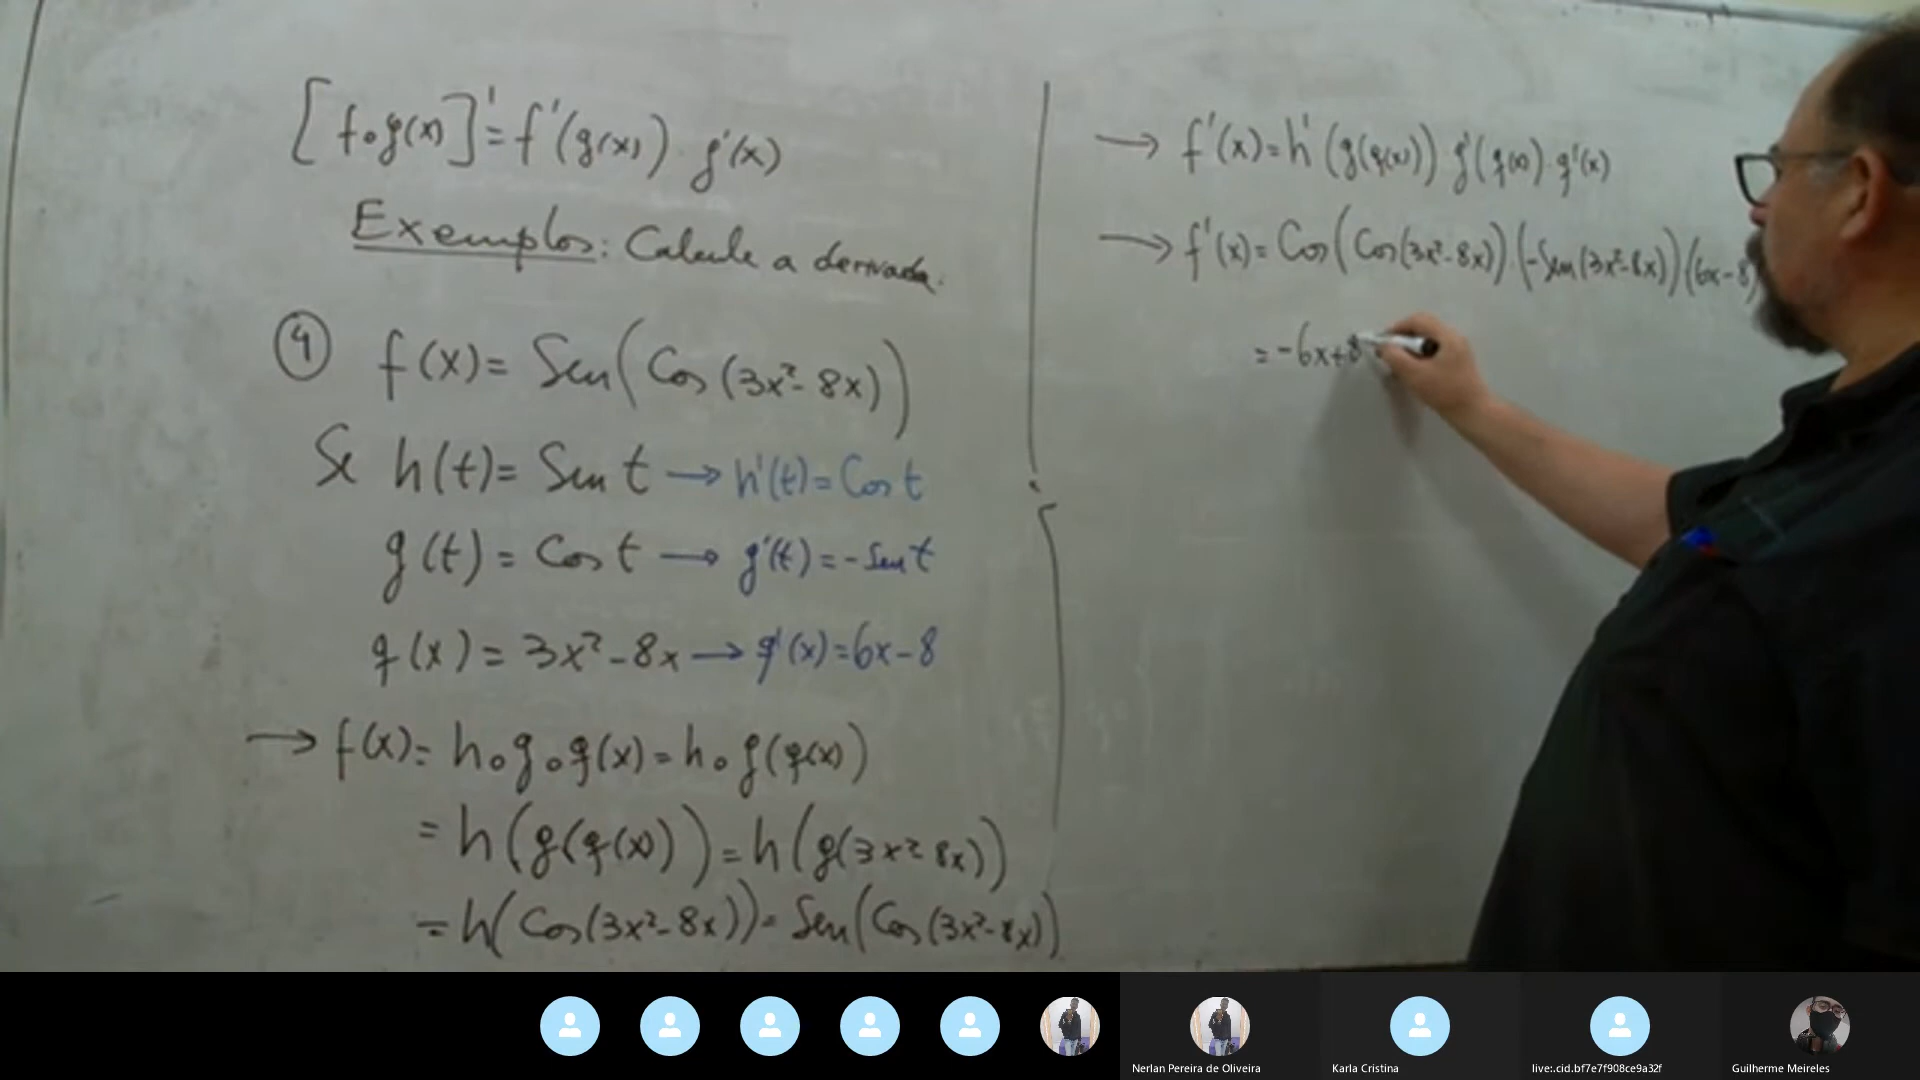 [f∘g(x)]' = f'(g(x)) · g'(x)
Exemplos: Calcule a derivada.
④ f(x) = Sen(Cos(3x²-8x))
Se h(t) = Sen t → h'(t) = Cos t
g(t) = Cos t → g'(t) = -Sen t
q(x) = 3x²-8x → q'(x) = 6x-8
→ f(x) = h∘g∘q(x) = h∘g(q(x))
= h(g(q(x))) = h(g(3x²-8x))
= h(Cos(3x²-8x)) = Sen(Cos(3x²-8x))
→ f'(x) = h'(g(q(x))) g'(q(x)) · q'(x)
→ f'(x) = Cos(Cos(3x²-8x)) · (-Sen(3x²-8x)) (6x-8)
= -6x+8
Nerlan Pereira de Oliveira
Karla Cristina
live:.cid.bf7e7f908ce9a32f
Guilherme Meireles